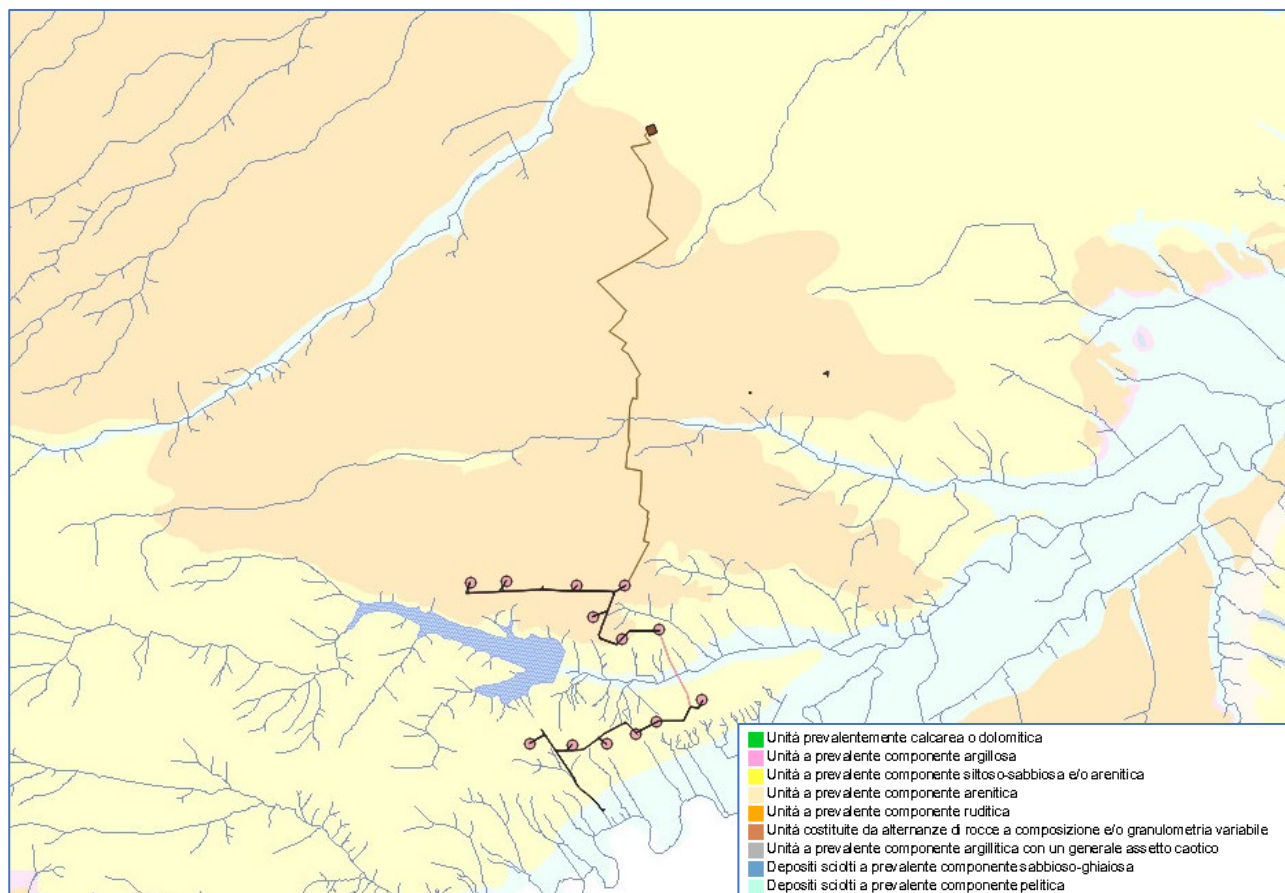 Unità prevalentemente calcarea o dolomitica
Unità a prevalente componente argillosa
Unità a prevalente componente siltoso-sabbiosa e/o arenitica
Unità a prevalente componente arenitica
Unità a prevalente componente ruditica
Unità costituite da alternanze di rocce a composizione e/o granulometria variabile
Unità a prevalente componente argillitica con un generale assetto caotico
Depositi sciolti a prevalente componente sabbioso-ghiaiosa
Depositi sciolti a prevalente componente pelitica